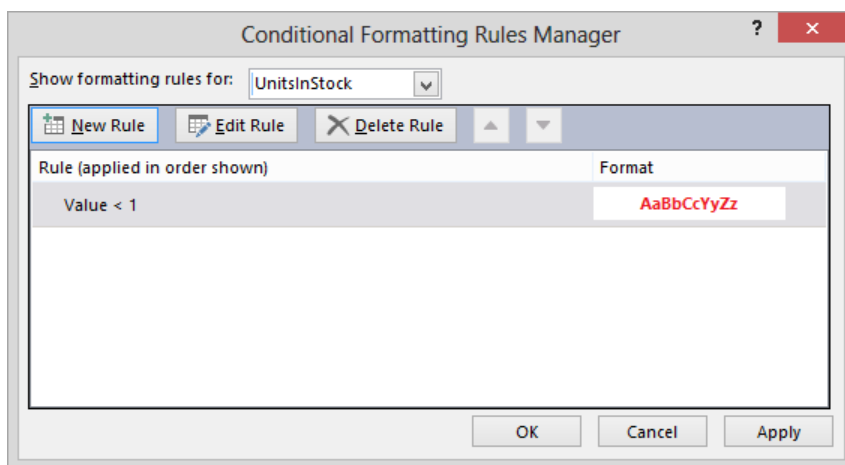 Conditional Formatting Rules Manager ?
Show formatting rules for: UnitsInStock
New Rule Edit Rule Delete Rule
Rule (applied in order shown) Format
Value < 1 AaBbCcYyZz
OK Cancel Apply